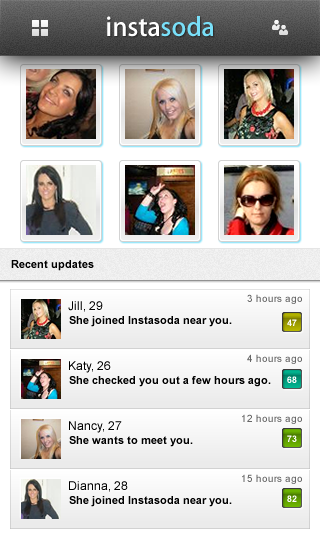 instasoda
Recent updates
3 hours ago
Jill, 29
She joined Instasoda near you.
47
4 hours ago
Katy, 26
She checked you out a few hours ago.
68
12 hours ago
Nancy, 27
She wants to meet you.
73
15 hours ago
Dianna, 28
She joined Instasoda near you.
82